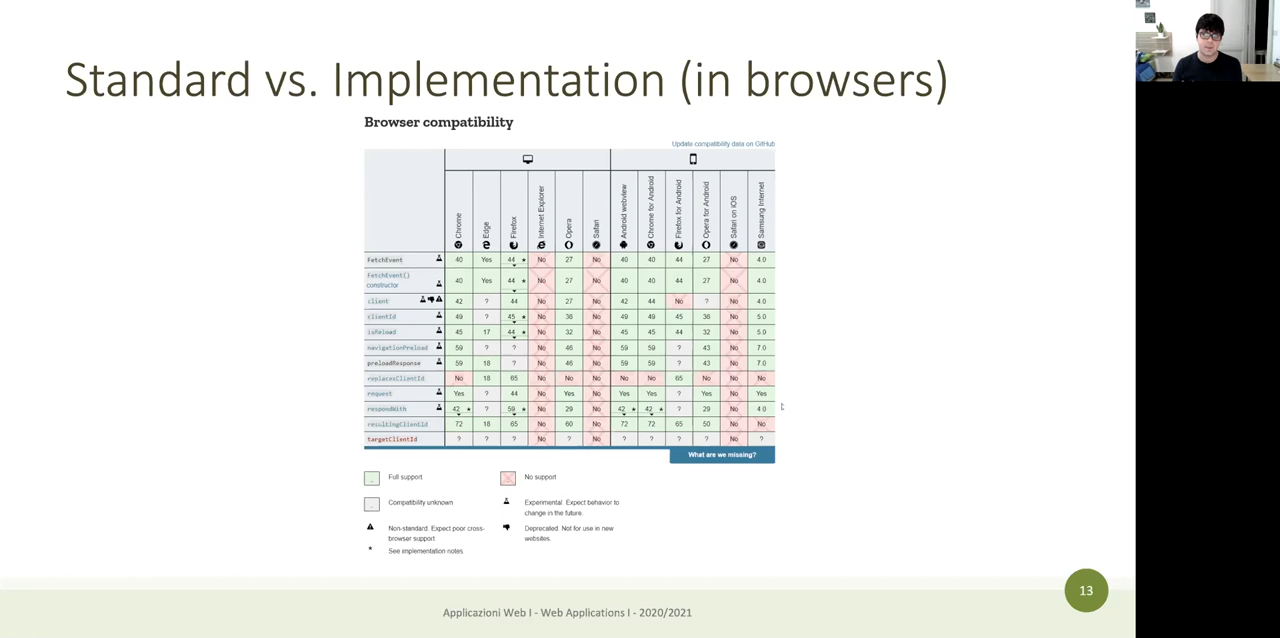 Standard vs. Implementation (in browsers)
Browser compatibility
Update compatibility data on GitHub
Chrome
Edge
Firefox
Internet Explorer
Opera
Safari
Android webview
Chrome for Android
Firefox for Android
Opera for Android
Safari on iOS
Samsung Internet
FetchEvent 40 Yes 44 * No 27 No 40 40 44 27 No 4.0
FetchEvent()
constructor 40 Yes 44 * No 27 No 40 40 44 27 No 4.0
client 42 ? 44 No 27 No 42 44 No ? No 4.0
clientId 49 ? 45 * No 36 No 49 49 45 36 No 5.0
isReload 45 17 44 * No 32 No 45 45 44 32 No 5.0
navigationPreload 59 ? ? No 46 No 59 59 ? 43 No 7.0
preloadResponse 59 18 ? No 46 No 59 59 ? 43 No 7.0
replacesClientId No 18 65 No No No No No 65 No No No
request Yes ? 44 No Yes No Yes Yes ? Yes No Yes
respondWith 42 * ? 59 * No 29 No 42 * 42 * ? 29 No 4.0
resultingClientId 72 18 65 No 60 No 72 72 65 50 No No
targetClientId ? ? ? No ? No ? ? ? ? No ?
What are we missing?
Full support
No support
Compatibility unknown
Experimental. Expect behavior to
change in the future.
Non-standard. Expect poor cross-
browser support.
Deprecated. Not for use in new
websites.
* See implementation notes.
Applicazioni Web I - Web Applications I - 2020/2021
13